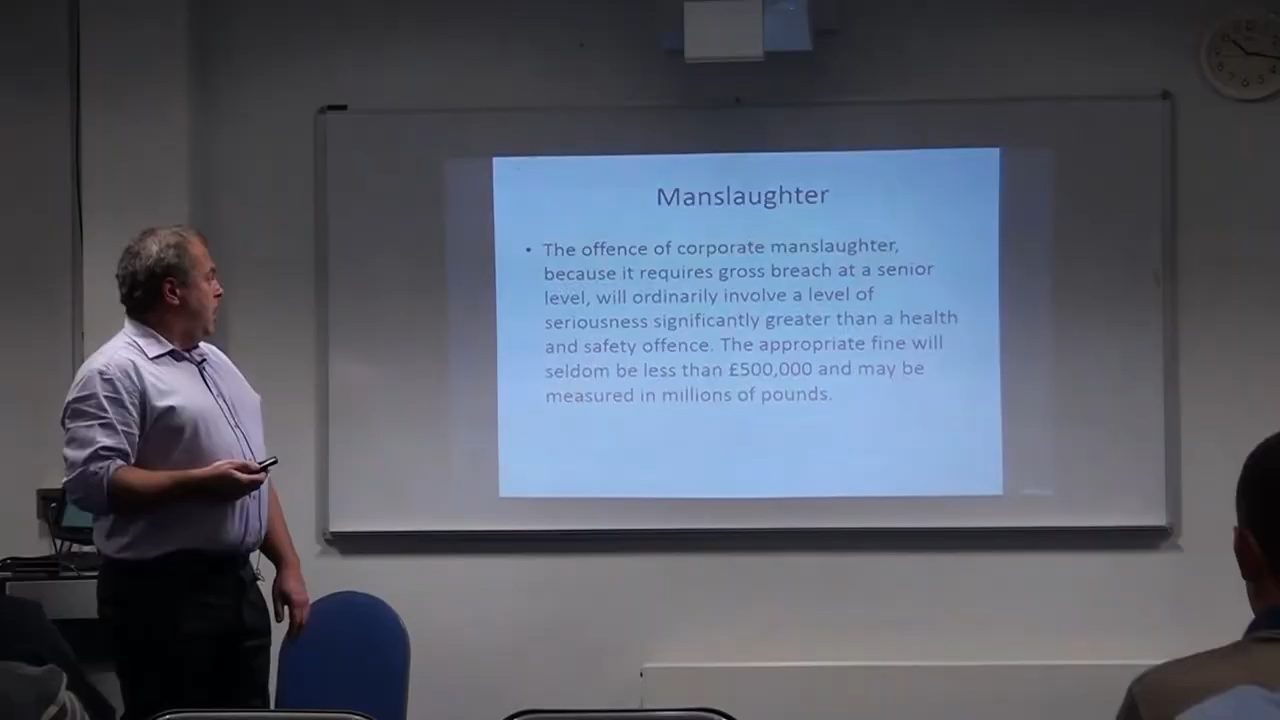 Manslaughter
• The offence of corporate manslaughter,
because it requires gross breach at a senior
level, will ordinarily involve a level of
seriousness significantly greater than a health
and safety offence. The appropriate fine will
seldom be less than £500,000 and may be
measured in millions of pounds.